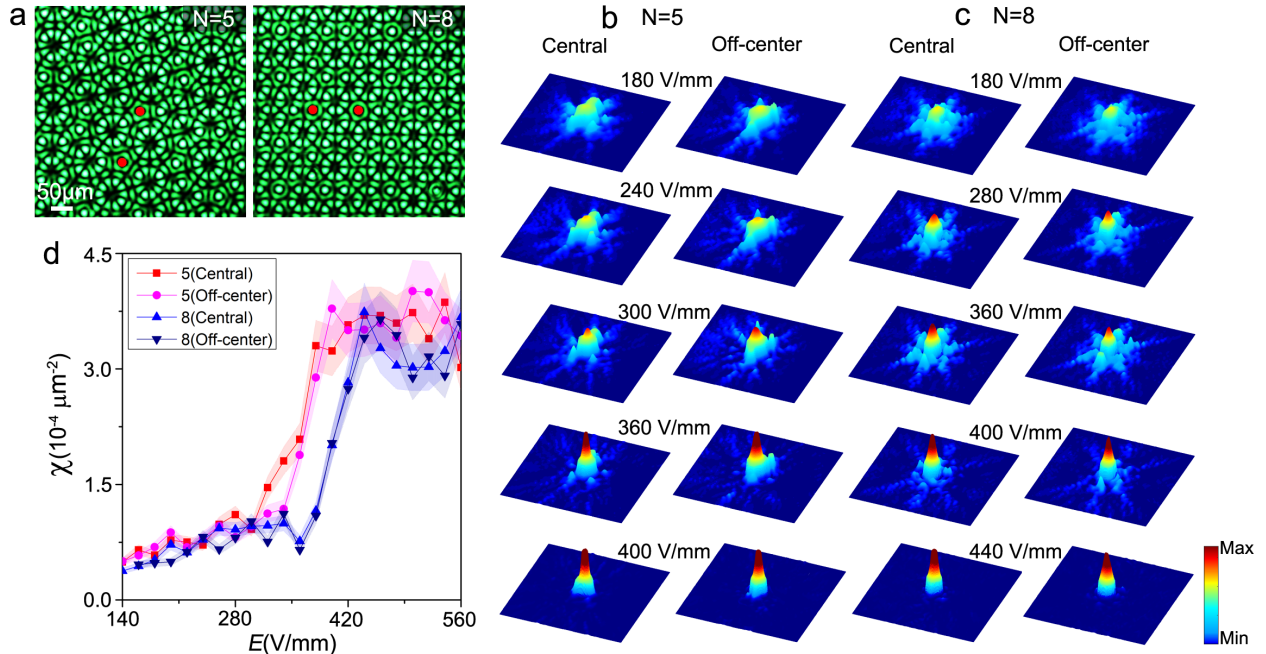 a
N=5
N=8
50μm
b
N=5
c
N=8
Central
Off-center
Central
Off-center
180 V/mm
180 V/mm
240 V/mm
280 V/mm
300 V/mm
360 V/mm
360 V/mm
400 V/mm
400 V/mm
440 V/mm
Max
Min
d
4.5
3.0
1.5
0.0
χ(10⁻⁴ μm⁻²)
5(Central)
5(Off-center)
8(Central)
8(Off-center)
140
280
420
560
E(V/mm)